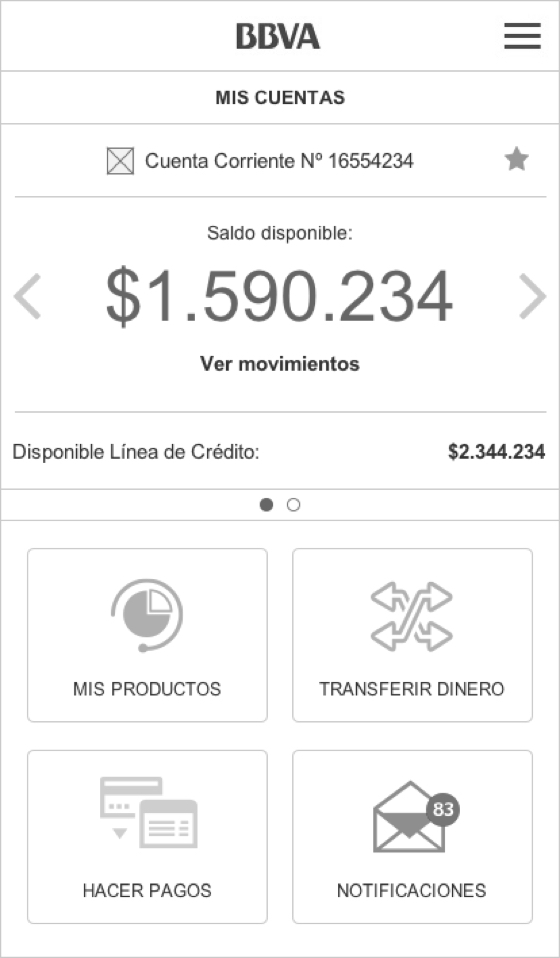 BBVA
MIS CUENTAS
Cuenta Corriente Nº 16554234
Saldo disponible:
$1.590.234
Ver movimientos
Disponible Línea de Crédito: $2.344.234
MIS PRODUCTOS
TRANSFERIR DINERO
83
HACER PAGOS
NOTIFICACIONES